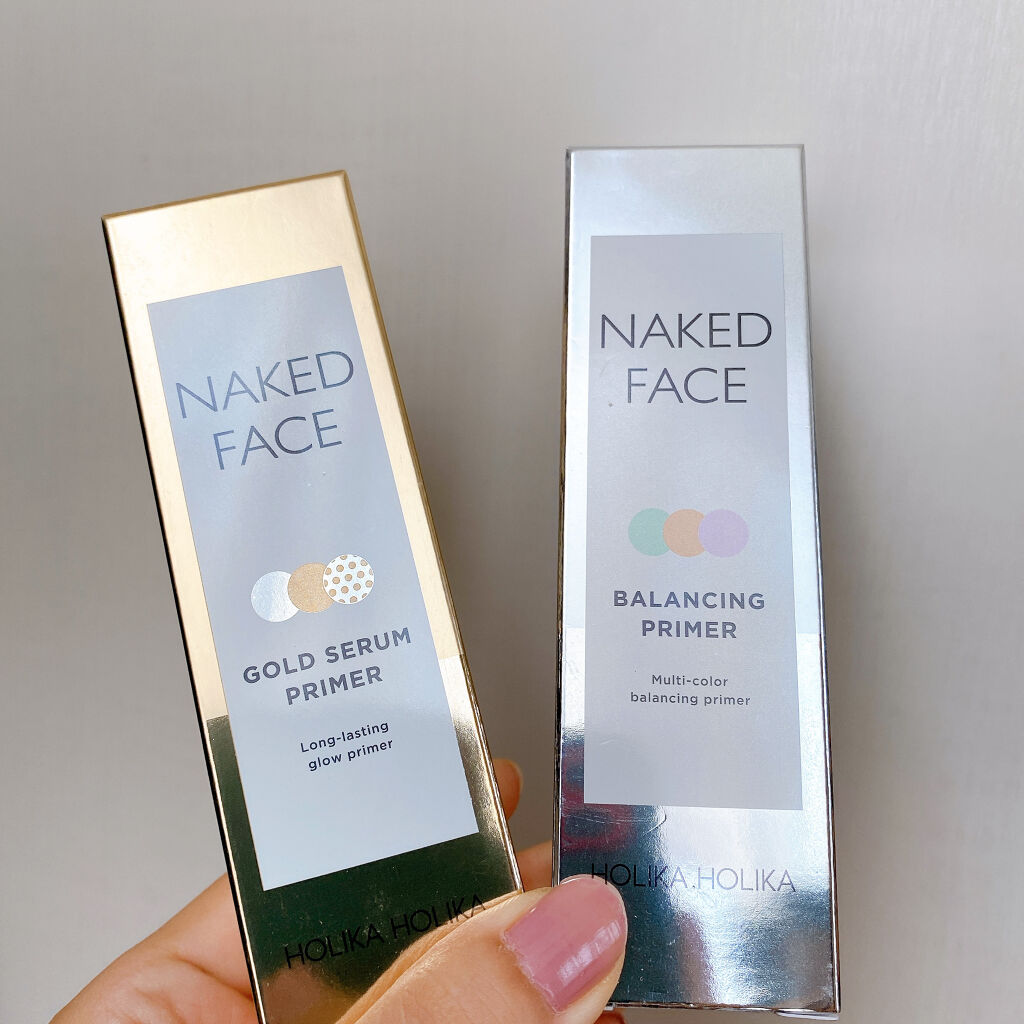 NAKED
FACE
GOLD SERUM
PRIMER
Long-lasting
glow primer
HOLIKA HOLIKA
NAKED
FACE
BALANCING
PRIMER
Multi-color
balancing primer
HOLIKA HOLIKA